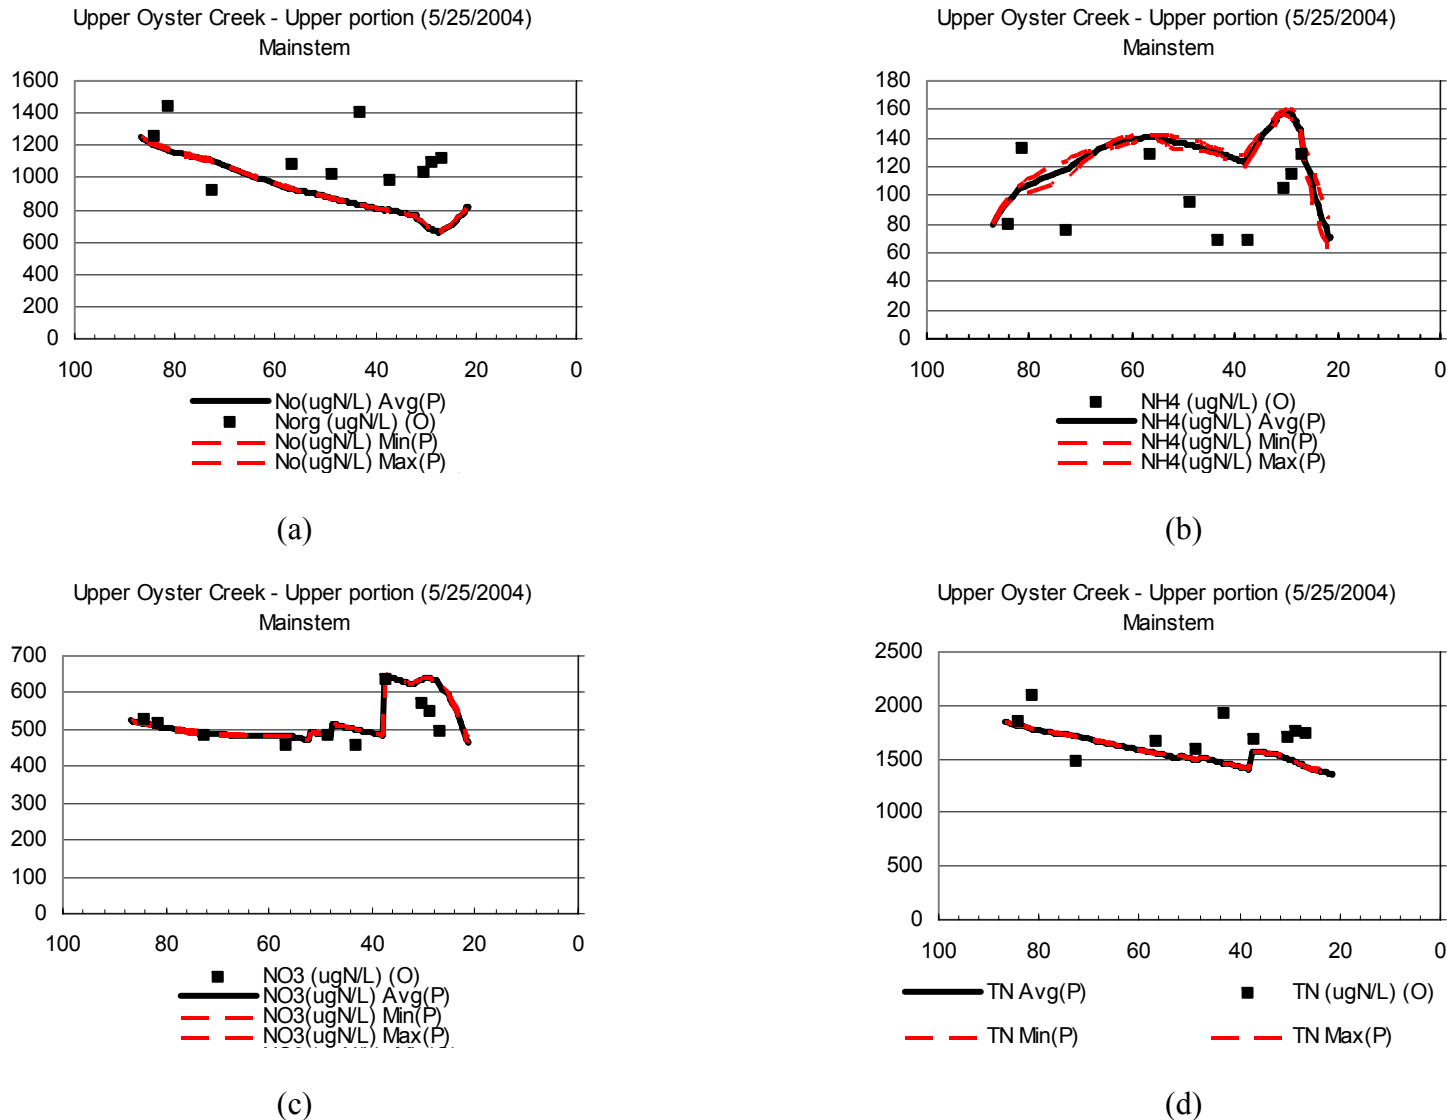 Upper Oyster Creek - Upper portion (5/25/2004)
Mainstem
1600
1400
1200
1000
800
600
400
200
0
100 80 60 40 20 0
No(ugN/L) Avg(P)
Norg (ugN/L) (O)
No(ugN/L) Min(P)
No(ugN/L) Max(P)
(a)
Upper Oyster Creek - Upper portion (5/25/2004)
Mainstem
180
160
140
120
100
80
60
40
20
0
100 80 60 40 20 0
NH4 (ugN/L) (O)
NH4(ugN/L) Avg(P)
NH4(ugN/L) Min(P)
NH4(ugN/L) Max(P)
(b)
Upper Oyster Creek - Upper portion (5/25/2004)
Mainstem
700
600
500
400
300
200
100
0
100 80 60 40 20 0
NO3 (ugN/L) (O)
NO3(ugN/L) Avg(P)
NO3(ugN/L) Min(P)
NO3(ugN/L) Max(P)
(c)
Upper Oyster Creek - Upper portion (5/25/2004)
Mainstem
2500
2000
1500
1000
500
0
100 80 60 40 20 0
TN Avg(P) TN (ugN/L) (O)
TN Min(P) TN Max(P)
(d)